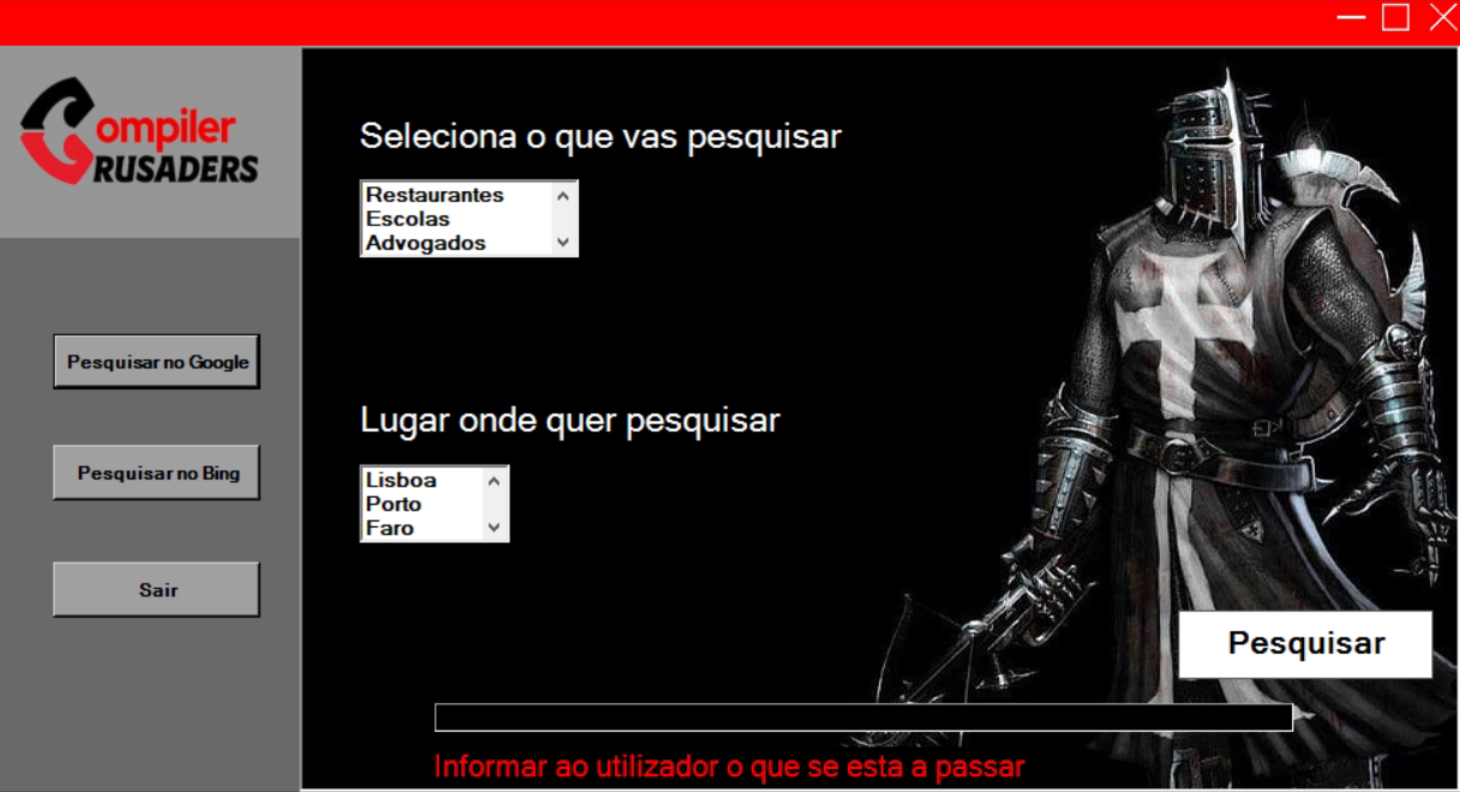 Compiler
CRUSADERS
Pesquisar no Google
Pesquisar no Bing
Sair
Seleciona o que vas pesquisar
Restaurantes
Escolas
Advogados
Lugar onde quer pesquisar
Lisboa
Porto
Faro
Pesquisar
Informar ao utilizador o que se esta a passar